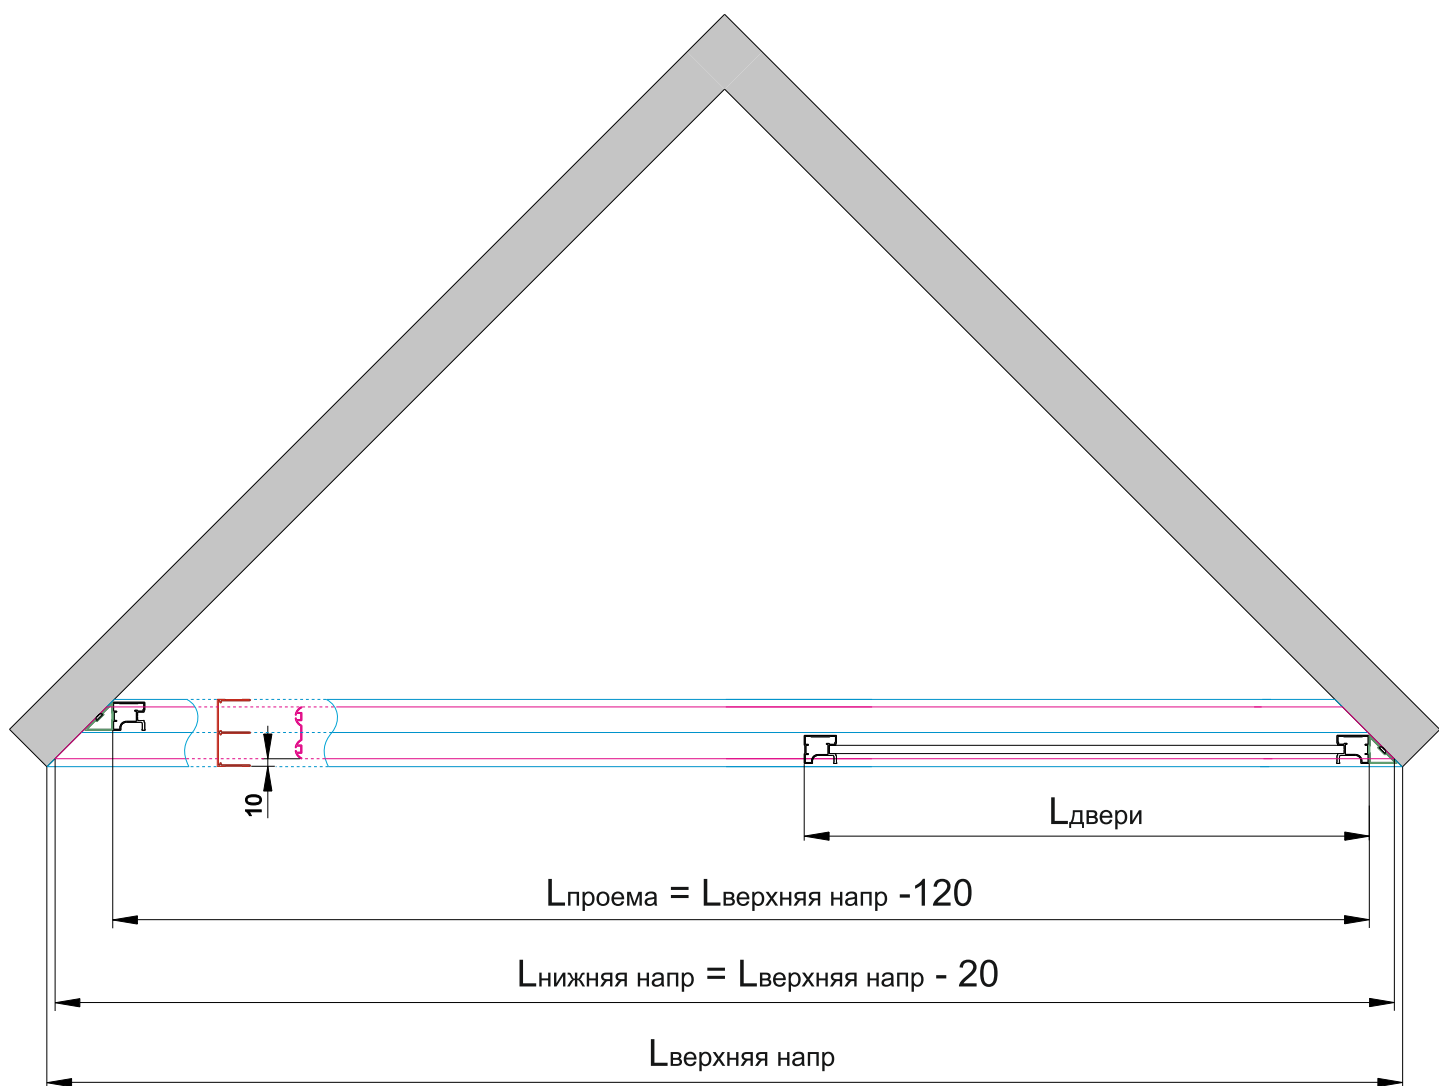 10
Lдвери
Lпроема = Lверхняя напр -120
Lнижняя напр = Lверхняя напр - 20
Lверхняя напр